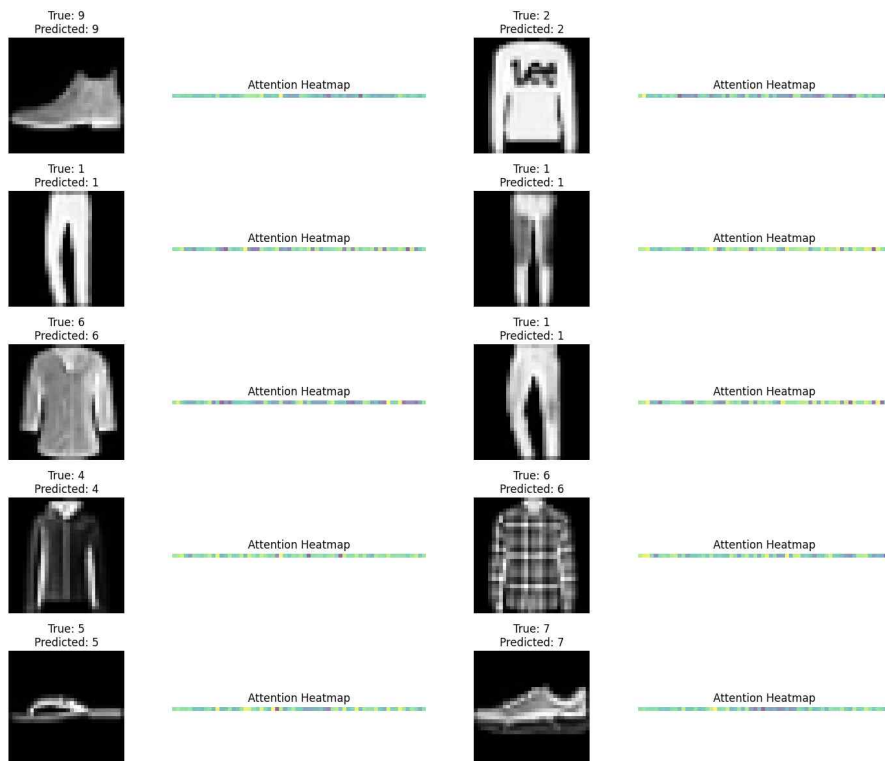 True: 9
Predicted: 9
Attention Heatmap
True: 2
Predicted: 2
Lee
Attention Heatmap
True: 1
Predicted: 1
Attention Heatmap
True: 1
Predicted: 1
Attention Heatmap
True: 6
Predicted: 6
Attention Heatmap
True: 1
Predicted: 1
Attention Heatmap
True: 4
Predicted: 4
Attention Heatmap
True: 6
Predicted: 6
Attention Heatmap
True: 5
Predicted: 5
Attention Heatmap
True: 7
Predicted: 7
Attention Heatmap